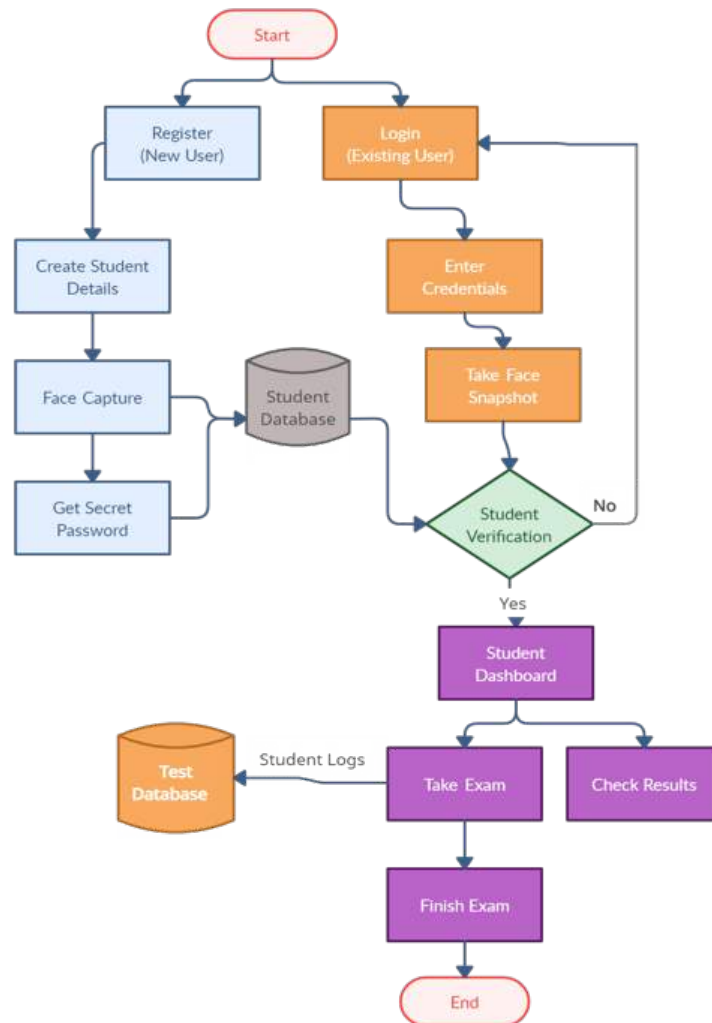 Start
Register
(New User)
Login
(Existing User)
Create Student
Details
Enter
Credentials
Face Capture
Student
Database
Take Face
Snapshot
Get Secret
Password
Student
Verification
No
Yes
Student
Dashboard
Test
Database
Student Logs
Take Exam
Check Results
Finish Exam
End